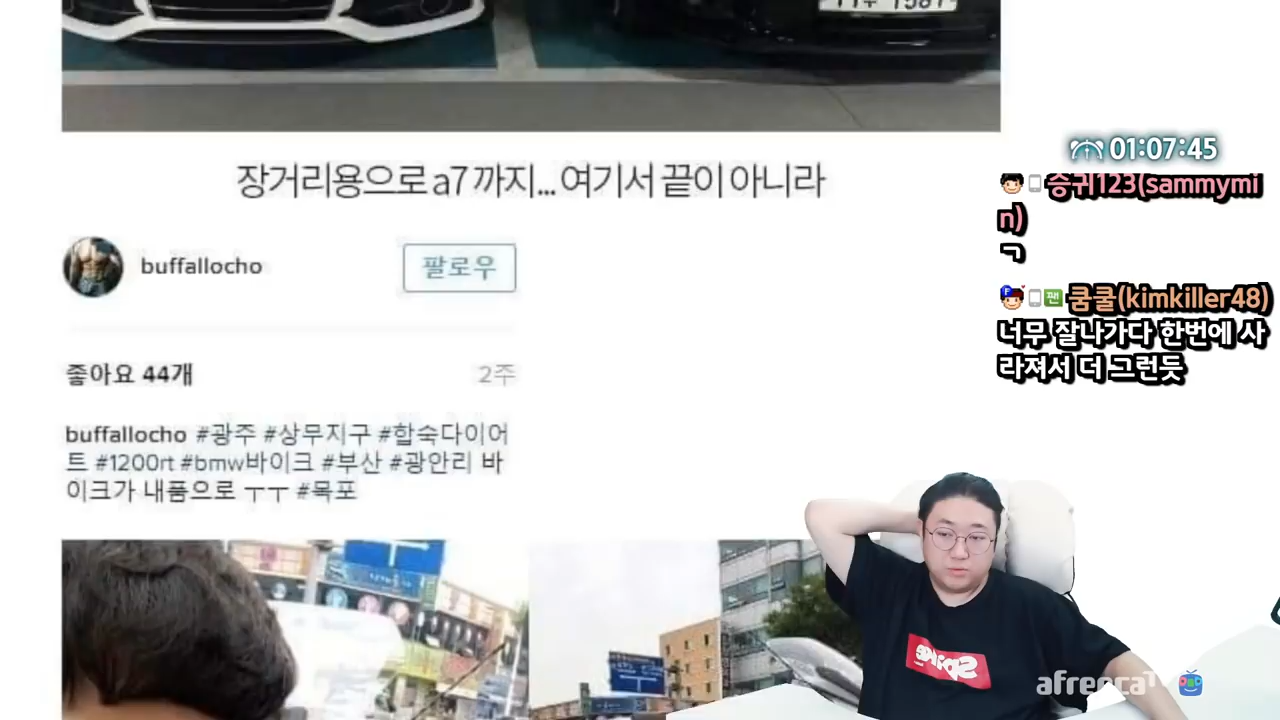 장거리용으로 a7 까지... 여기서 끝이 아니라
buffallocho
팔로우
좋아요 44개
2주
buffallocho #광주 #상무지구 #합숙다이어
트 #1200rt #bmw바이크 #부산 #광안리 바
이크가 내품으로 ㅜㅜ #목포
01:07:45
승귀123(sammymi
n)
ㄱ
팬 쿰쿨(kimkiller48)
너무 잘나가다 한번에 사
라져서 더 그런듯
afreecaTV